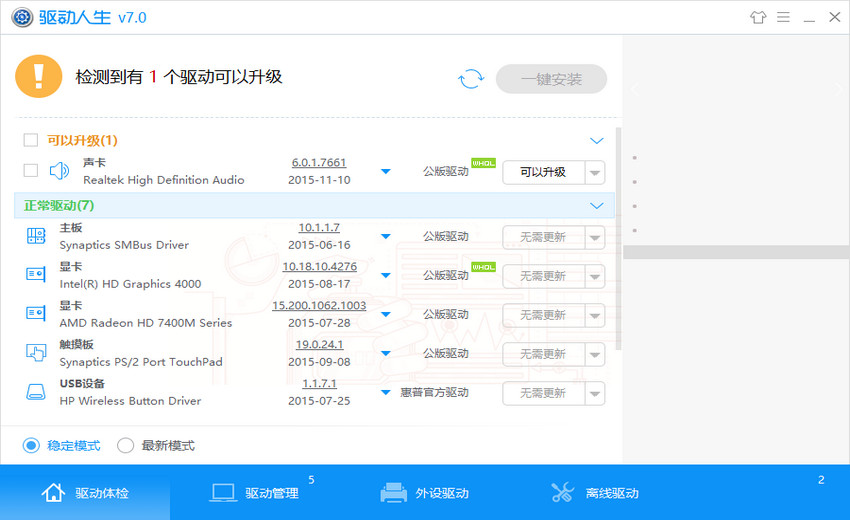 驱动人生 v7.0
检测到有 1 个驱动可以升级
一键安装
可以升级(1)
声卡 6.0.1.7661 公版驱动 WHQL 可以升级
Realtek High Definition Audio 2015-11-10
正常驱动(7)
主板 10.1.1.7 公版驱动 无需更新
Synaptics SMBus Driver 2015-06-16
显卡 10.18.10.4276 公版驱动 WHQL 无需更新
Intel(R) HD Graphics 4000 2015-08-17
显卡 15.200.1062.1003 公版驱动 无需更新
AMD Radeon HD 7400M Series 2015-07-28
触摸板 19.0.24.1 公版驱动 无需更新
Synaptics PS/2 Port TouchPad 2015-09-08
USB设备 1.1.7.1 惠普官方驱动 无需更新
HP Wireless Button Driver 2015-07-25
稳定模式 最新模式
驱动体检 驱动管理 5 外设驱动 离线驱动 2